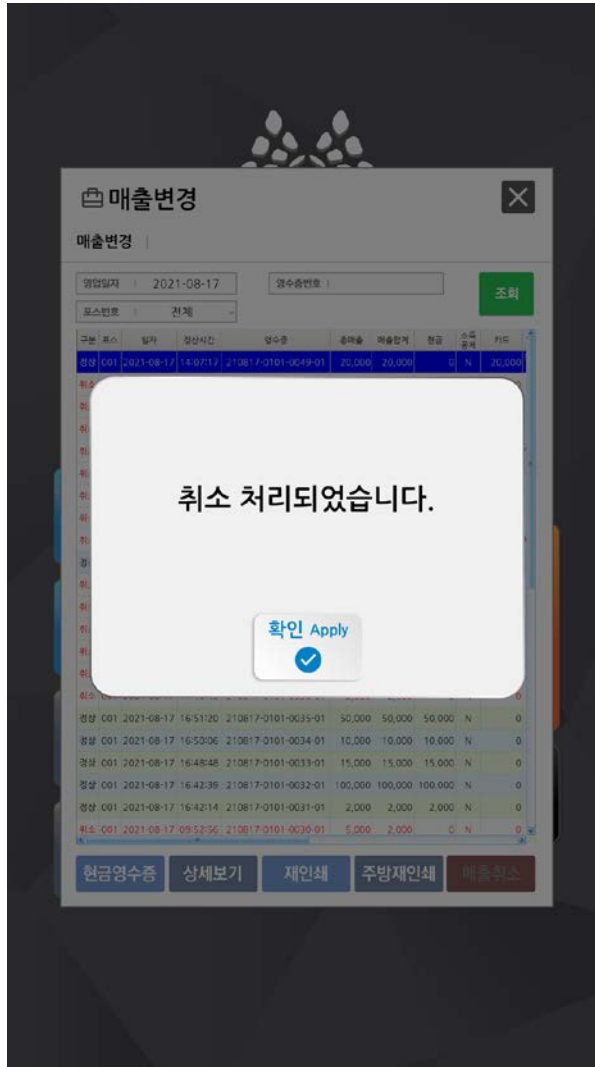 매출변경
매출변경
영업일자 2021-08-17 영수증번호
조회
포스번호 전체
구분 포스 일자 정산시간 영수증 총매출 매출합계 현금 소득공제 카드
정상 001 2021-08-17 14:07:17 210817-0101-0049-01 20,000 20,000 0 N 20,000
취소 처리되었습니다.
확인 Apply
정상 001 2021-08-17 16:51:20 210817-0101-0035-01 50,000 50,000 50,000 N 0
정상 001 2021-08-17 16:50:06 210817-0101-0034-01 10,000 10,000 10,000 N 0
정상 001 2021-08-17 16:48:48 210817-0101-0033-01 15,000 15,000 15,000 N 0
정상 001 2021-08-17 16:42:39 210817-0101-0032-01 100,000 100,000 100,000 N 0
정상 001 2021-08-17 16:42:14 210817-0101-0031-01 2,000 2,000 2,000 N 0
취소 001 2021-08-17 09:52:56 210817-0101-0030-01 5,000 2,000 0 N 0
현금영수증 상세보기 재인쇄 주방재인쇄 매출취소